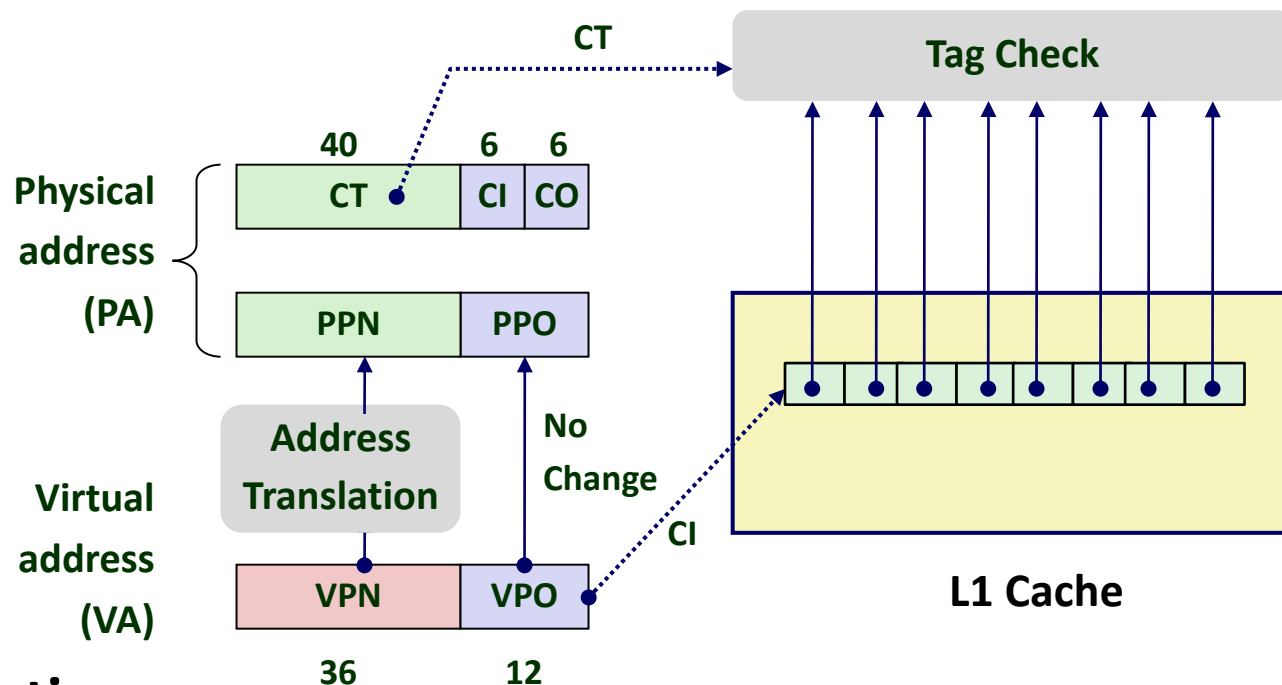 CT
Tag Check
40
6
6
Physical
address
(PA)
CT
CI
CO
PPN
PPO
Address
Translation
No
Change
Virtual
address
(VA)
CI
VPN
VPO
L1 Cache
36
12